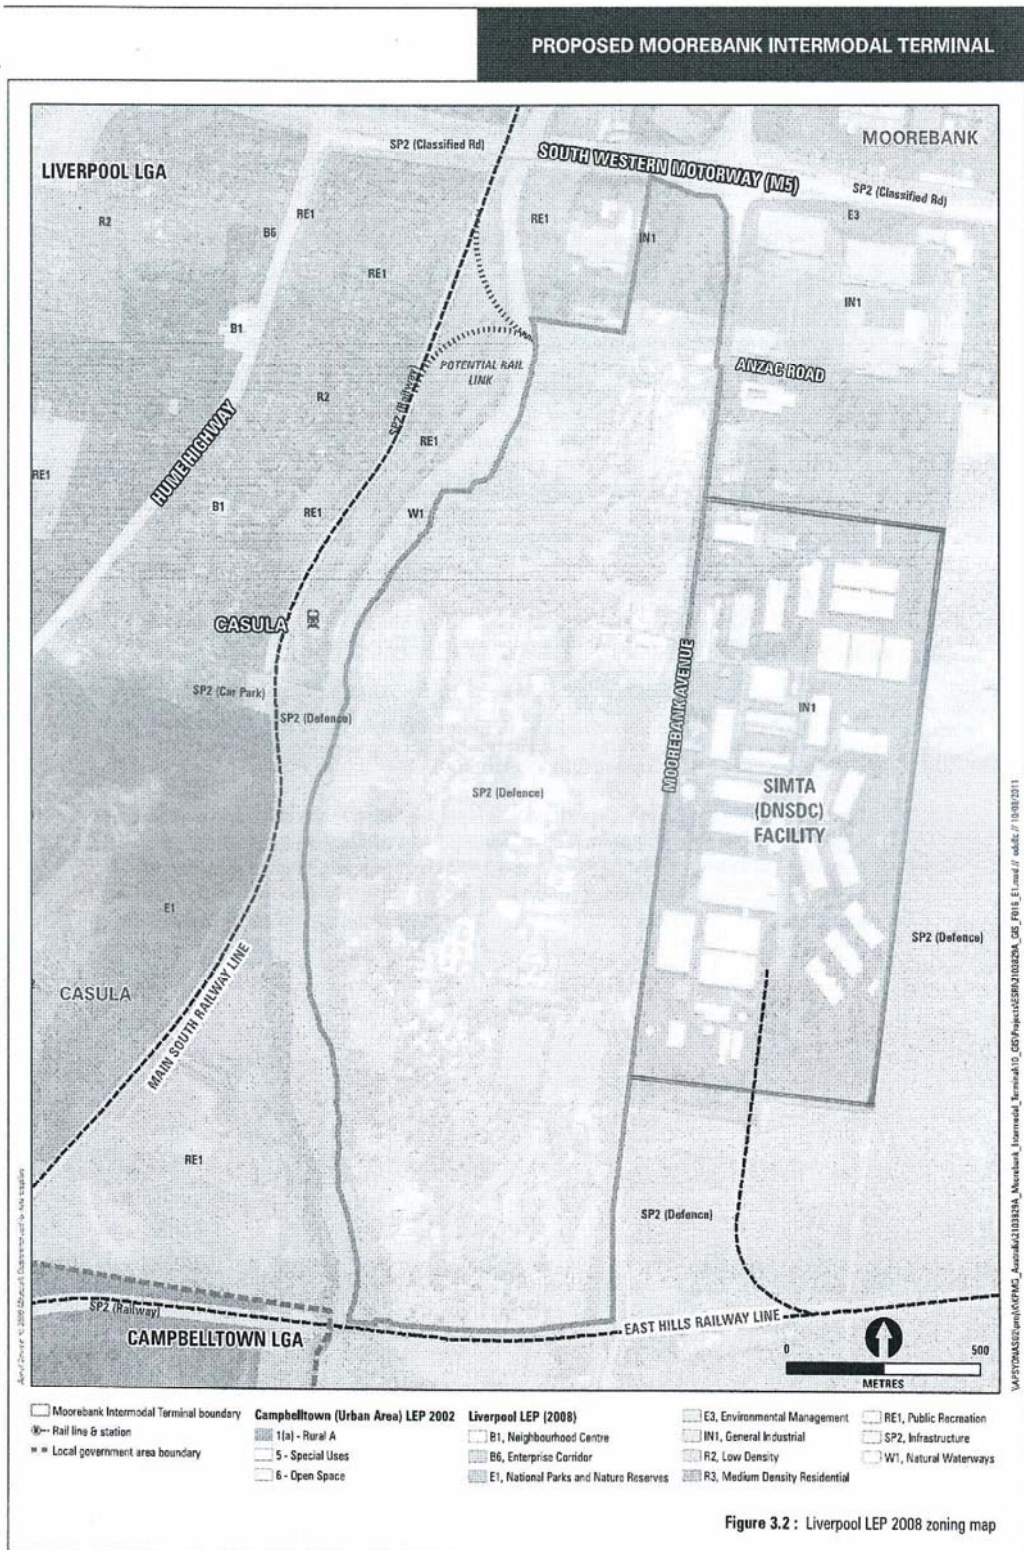 PROPOSED MOOREBANK INTERMODAL TERMINAL
MOOREBANK
SP2 (Classified Rd)
LIVERPOOL LGA
SOUTH WESTERN MOTORWAY (M5)
SP2 (Classified Rd)
R2
RE1
B6
RE1
E3
IN1
RE1
IN1
B1
POTENTIAL RAIL
LINK
ANZAC ROAD
R2
SP2 (Railway)
HUME HIGHWAY
RE1
RE1
B1
RE1
W1
CASULA
MOOREBANK AVENUE
SP2 (Car Park)
SP2 (Defence)
IN1
SP2 (Defence)
SIMTA
(DNSDC)
FACILITY
E1
SP2 (Defence)
CASULA
MAIN SOUTH RAILWAY LINE
RE1
SP2 (Defence)
SP2 (Railway)
CAMPBELLTOWN LGA
EAST HILLS RAILWAY LINE
0 500
METRES
Moorebank Intermodal Terminal boundary
Rail line & station
Local government area boundary
Campbelltown (Urban Area) LEP 2002
1(a) - Rural A
5 - Special Uses
6 - Open Space
Liverpool LEP (2008)
B1, Neighbourhood Centre
B6, Enterprise Corridor
E1, National Parks and Nature Reserves
E3, Environmental Management
IN1, General Industrial
R2, Low Density
R3, Medium Density Residential
RE1, Public Recreation
SP2, Infrastructure
W1, Natural Waterways
Figure 3.2 : Liverpool LEP 2008 zoning map